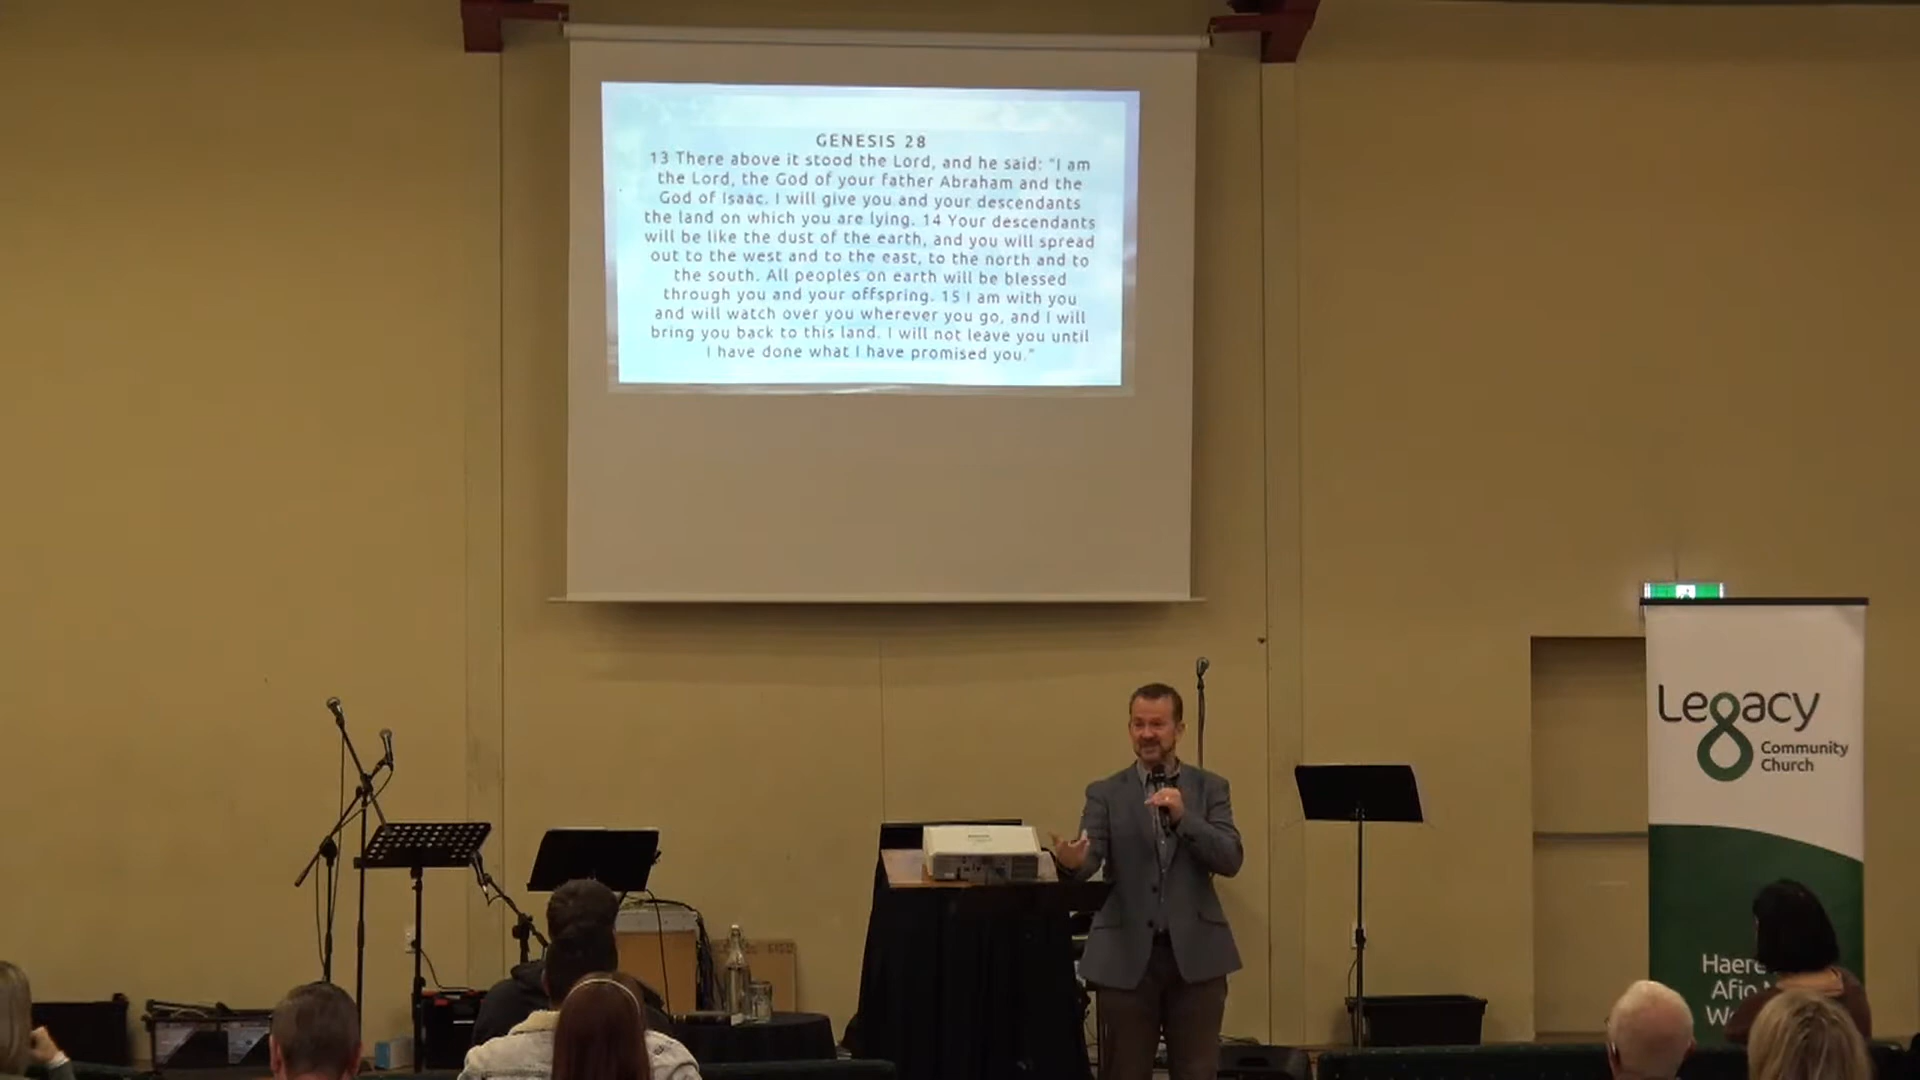 GENESIS 28
13 There above it stood the Lord, and he said: "I am
the Lord, the God of your father Abraham and the
God of Isaac. I will give you and your descendants
the land on which you are lying. 14 Your descendants
will be like the dust of the earth, and you will spread
out to the west and to the east, to the north and to
the south. All peoples on earth will be blessed
through you and your offspring. 15 I am with you
and will watch over you wherever you go, and I will
bring you back to this land. I will not leave you until
I have done what I have promised you."
Legacy
Community
Church
Haere
Afio